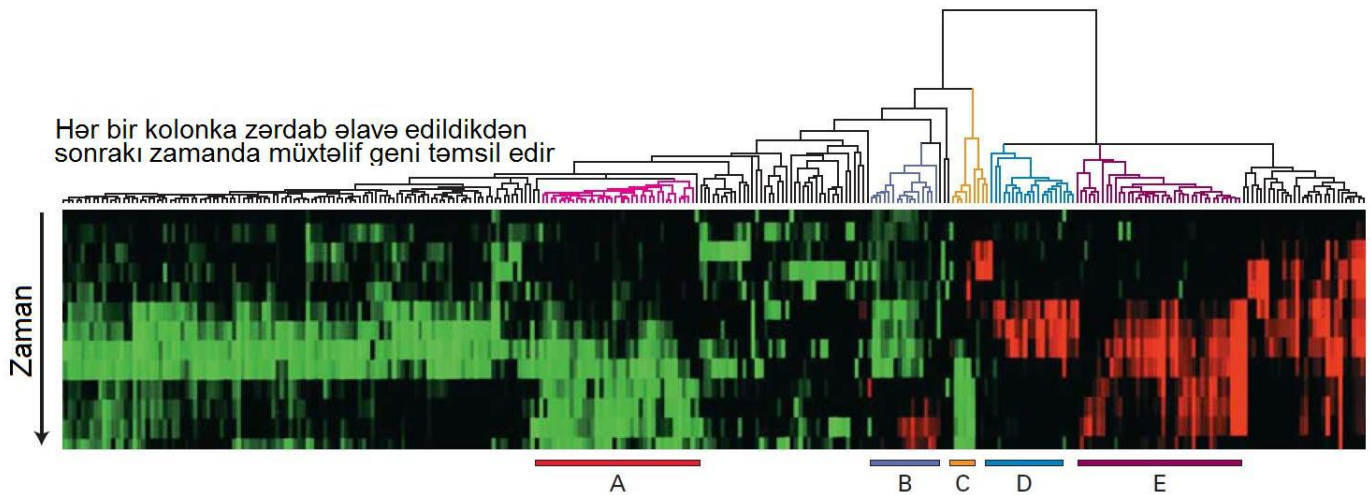 Hər bir kolonka zərdab əlavə edildikdən
sonrakı zamanda müxtəlif geni təmsil edir
Zaman
A
B
C
D
E